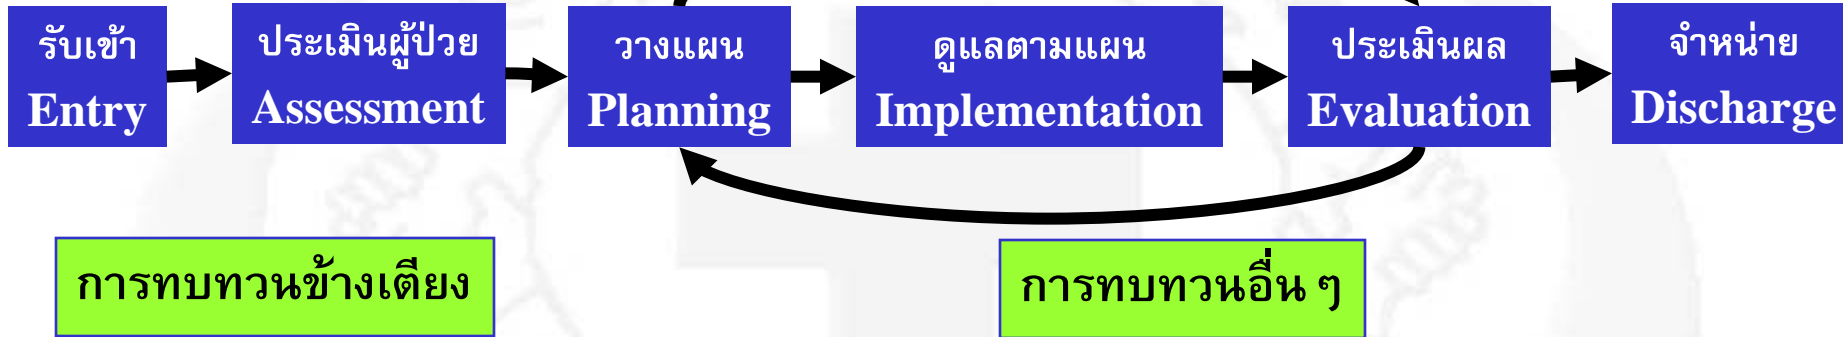 รับเข้า
Entry
ประเมินผู้ป่วย
Assessment
วางแผน
Planning
ดูแลตามแผน
Implementation
ประเมินผล
Evaluation
จำหน่าย
Discharge
การทบทวนข้างเตียง
การทบทวนอื่น ๆ